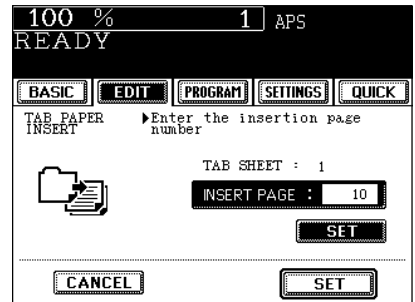 100 % 1 APS
READY
BASIC EDIT PROGRAM SETTINGS QUICK
TAB PAPER INSERT
▶Enter the insertion page number
TAB SHEET : 1
INSERT PAGE : 10
SET
CANCEL SET